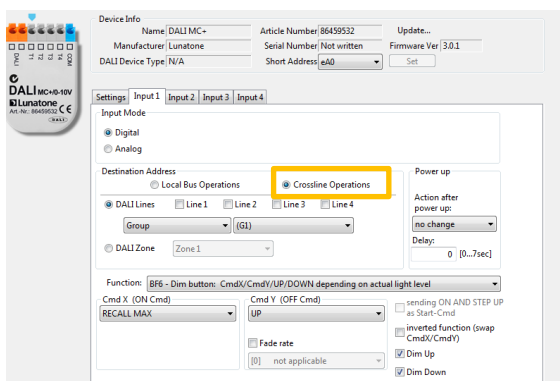 Device Info
Name DALI MC+ Article Number 86459532 Update...
Manufacturer Lunatone Serial Number Not written Firmware Ver 3.0.1
DALI Device Type N/A Short Address eA0 Set
DALI T1 T2 T3 T4 COM
DALI MC+/0-10V
Lunatone
Art.-Nr.: 86459532 CE
DALI
Settings Input 1 Input 2 Input 3 Input 4
Input Mode
Digital
Analog
Destination Address
Local Bus Operations Crossline Operations
DALI Lines Line 1 Line 2 Line 3 Line 4
Group (G1)
DALI Zone Zone 1
Power up
Action after
power up:
no change
Delay:
0 [0...7sec]
Function: BF6 - Dim button: CmdX/CmdY/UP/DOWN depending on actual light level
Cmd X (ON Cmd)
RECALL MAX
Cmd Y (OFF Cmd)
UP
Fade rate
[0] not applicable
sending ON AND STEP UP
as Start-Cmd
inverted function (swap
CmdX/CmdY)
Dim Up
Dim Down